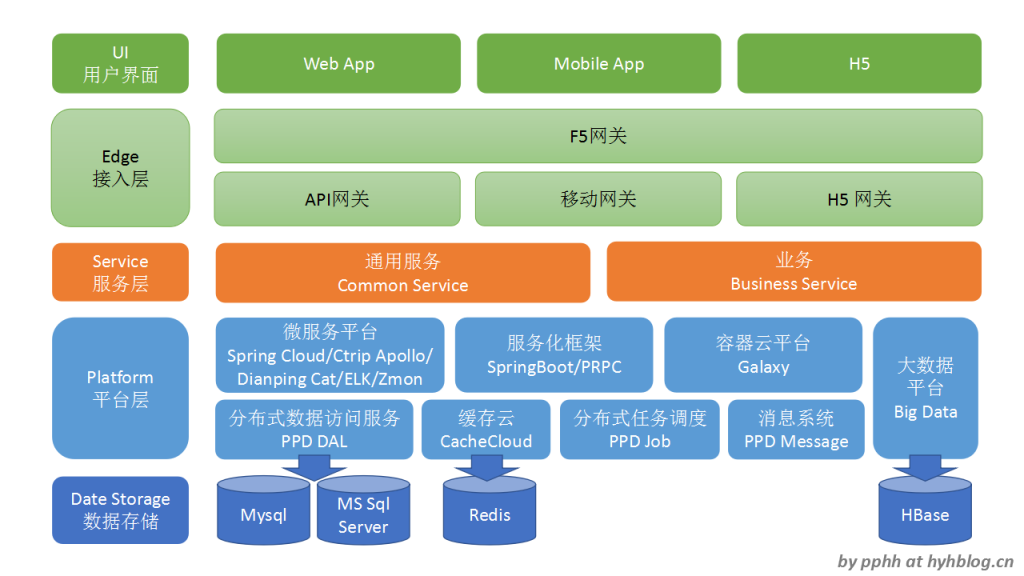 UI
用户界面
Web App
Mobile App
H5
Edge
接入层
F5网关
API网关
移动网关
H5 网关
Service
服务层
通用服务
Common Service
业务
Business Service
Platform
平台层
微服务平台
Spring Cloud/Ctrip Apollo/
Dianping Cat/ELK/Zmon
服务化框架
SpringBoot/PRPC
容器云平台
Galaxy
大数据
平台
Big Data
分布式数据访问服务
PPD DAL
缓存云
CacheCloud
分布式任务调度
PPD Job
消息系统
PPD Message
Date Storage
数据存储
Mysql
MS Sql
Server
Redis
HBase
by pphh at hyhblog.cn